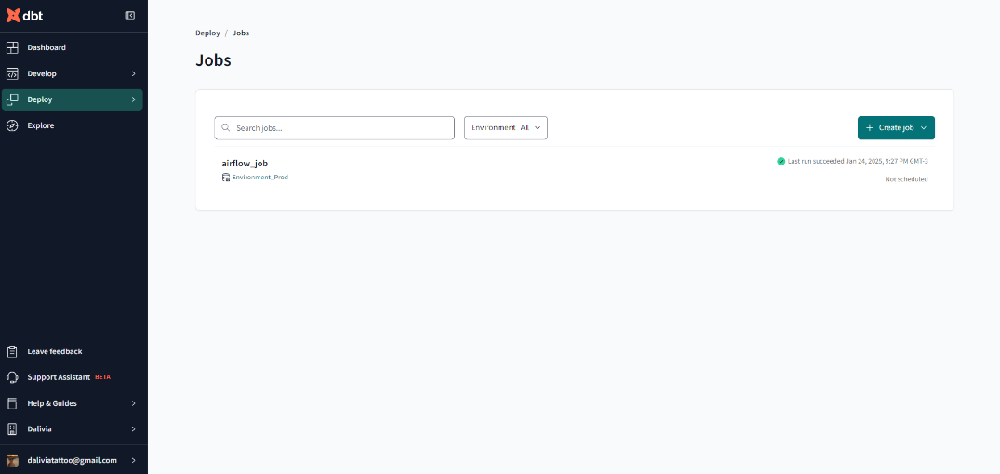 dbt
Dashboard
Develop
Deploy
Explore
Leave feedback
Support Assistant BETA
Help & Guides
Dalivia
daliviatattoo@gmail.com
Deploy / Jobs
Jobs
Search jobs...
Environment All
+ Create job
airflow_job
Environment_Prod
Last run succeeded Jan 24, 2025, 9:27 PM GMT-3
Not scheduled